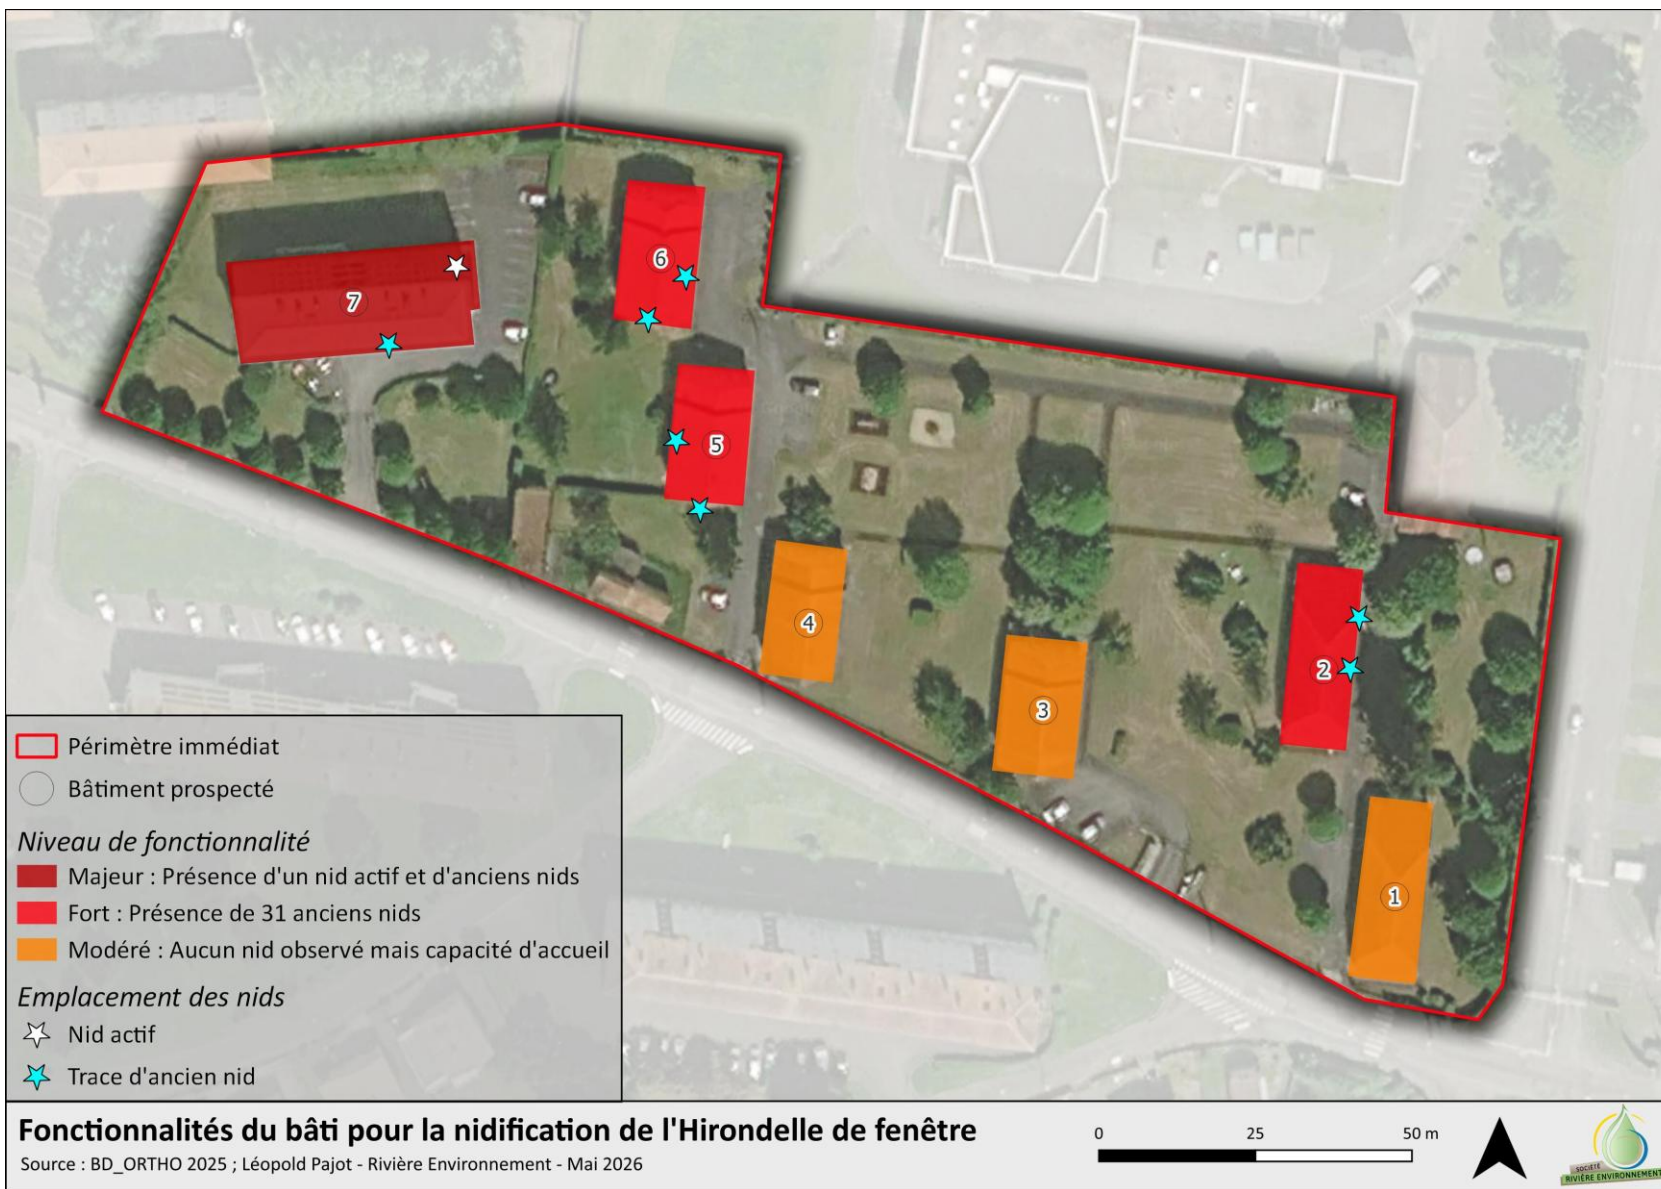 7
6
5
4
3
2
1
Périmètre immédiat
Bâtiment prospecté
Niveau de fonctionnalité
Majeur : Présence d'un nid actif et d'anciens nids
Fort : Présence de 31 anciens nids
Modéré : Aucun nid observé mais capacité d'accueil
Emplacement des nids
Nid actif
Trace d'ancien nid
Fonctionnalités du bâti pour la nidification de l'Hirondelle de fenêtre
Source : BD_ORTHO 2025 ; Léopold Pajot - Rivière Environnement - Mai 2026
0 25 50 m
SOCIÉTÉ
RIVIÈRE ENVIRONNEMENT